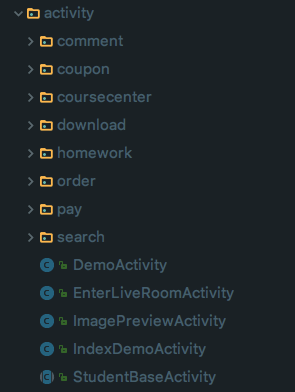 activity
comment
coupon
coursecenter
download
homework
order
pay
search
DemoActivity
EnterLiveRoomActivity
ImagePreviewActivity
IndexDemoActivity
StudentBaseActivity